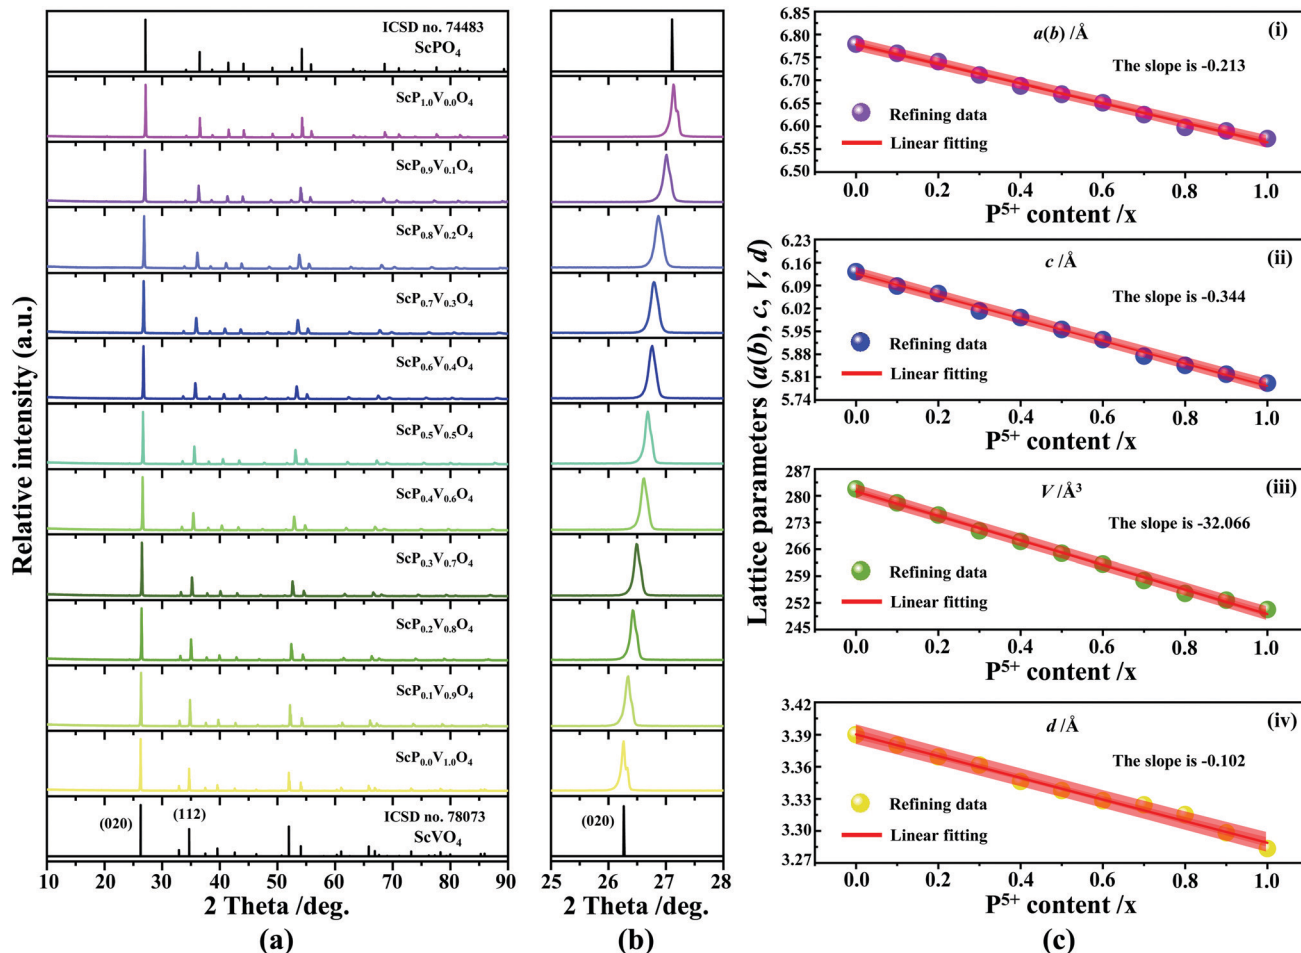 Relative intensity (a.u.)
ICSD no. 74483
ScPO₄
ScP₁.₀V₀.₀O₄
ScP₀.₉V₀.₁O₄
ScP₀.₈V₀.₂O₄
ScP₀.₇V₀.₃O₄
ScP₀.₆V₀.₄O₄
ScP₀.₅V₀.₅O₄
ScP₀.₄V₀.₆O₄
ScP₀.₃V₀.₇O₄
ScP₀.₂V₀.₈O₄
ScP₀.₁V₀.₉O₄
ScP₀.₀V₁.₀O₄
(020) (112) ICSD no. 78073
ScVO₄
10 20 30 40 50 60 70 80 90
2 Theta /deg.
(a)
(020)
25 26 27 28
2 Theta /deg.
(b)
Lattice parameters (a(b), c, V, d)
6.85
6.80
6.75
6.70
6.65
6.60
6.55
6.50
a(b) /Å
(i)
The slope is -0.213
Refining data
Linear fitting
0.0 0.2 0.4 0.6 0.8 1.0
P⁵⁺ content /x
6.23
6.16
6.09
6.02
5.95
5.88
5.81
5.74
c /Å
(ii)
The slope is -0.344
Refining data
Linear fitting
0.0 0.2 0.4 0.6 0.8 1.0
P⁵⁺ content /x
287
280
273
266
259
252
245
V /Å³
(iii)
The slope is -32.066
Refining data
Linear fitting
0.0 0.2 0.4 0.6 0.8 1.0
P⁵⁺ content /x
3.42
3.39
3.36
3.33
3.30
3.27
d /Å
(iv)
The slope is -0.102
Refining data
Linear fitting
0.0 0.2 0.4 0.6 0.8 1.0
P⁵⁺ content /x
(c)